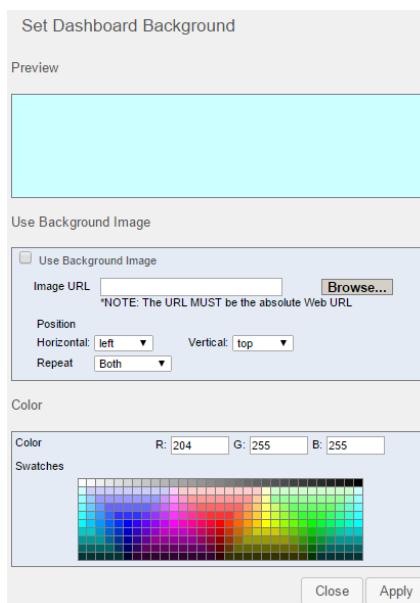 Set Dashboard Background
Preview
Use Background Image
Use Background Image
Image URL Browse...
*NOTE: The URL MUST be the absolute Web URL
Position
Horizontal: left Vertical: top
Repeat Both
Color
Color R: 204 G: 255 B: 255
Swatches
Close Apply